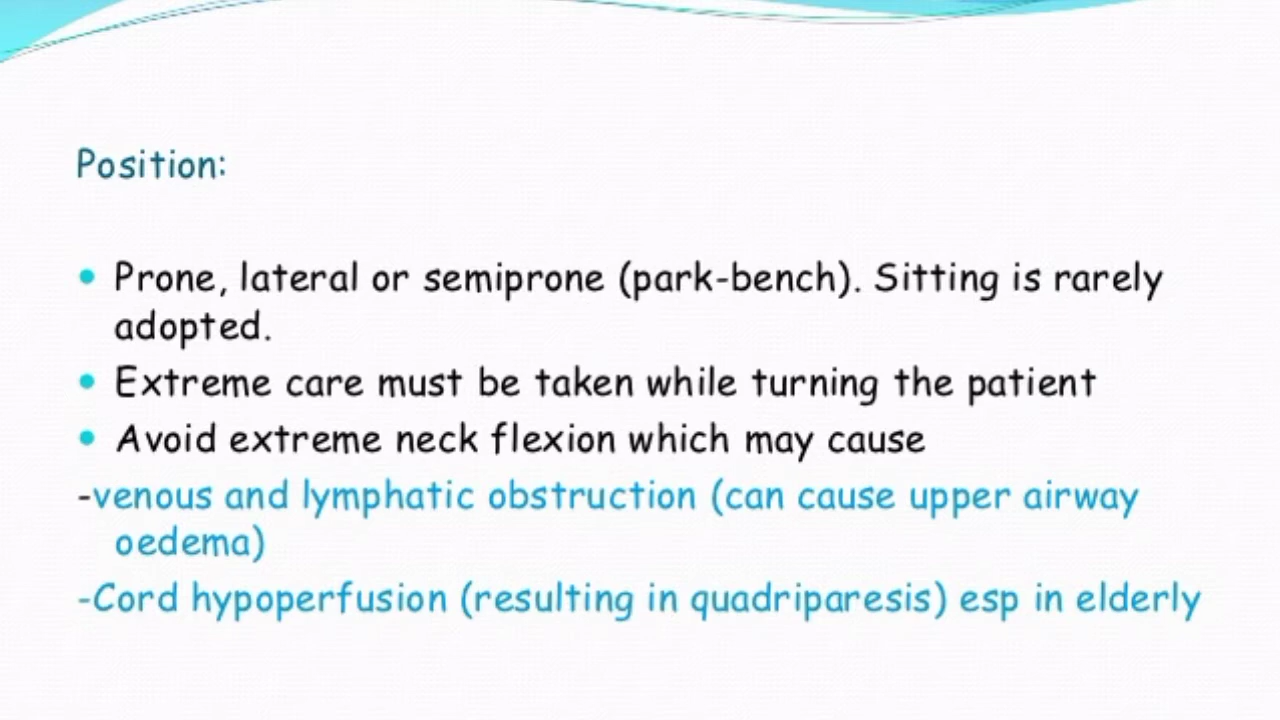 Position:
• Prone, lateral or semiprone (park-bench). Sitting is rarely
adopted.
• Extreme care must be taken while turning the patient
• Avoid extreme neck flexion which may cause
-venous and lymphatic obstruction (can cause upper airway
oedema)
-Cord hypoperfusion (resulting in quadriparesis) esp in elderly